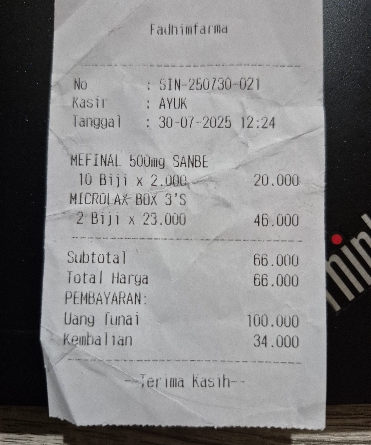 Fadhimfarma
No : SIN-250730-021
Kasir : AYUK
Tanggal : 30-07-2025 12:24
MEFINAL 500mg SANBE
10 Biji x 2.000 20.000
MICROLAX BOX 3'S
2 Biji x 23.000 46.000
Subtotal 66.000
Total Harga 66.000
PEMBAYARAN:
Uang Tunai 100.000
Kembalian 34.000
--Terima Kasih--